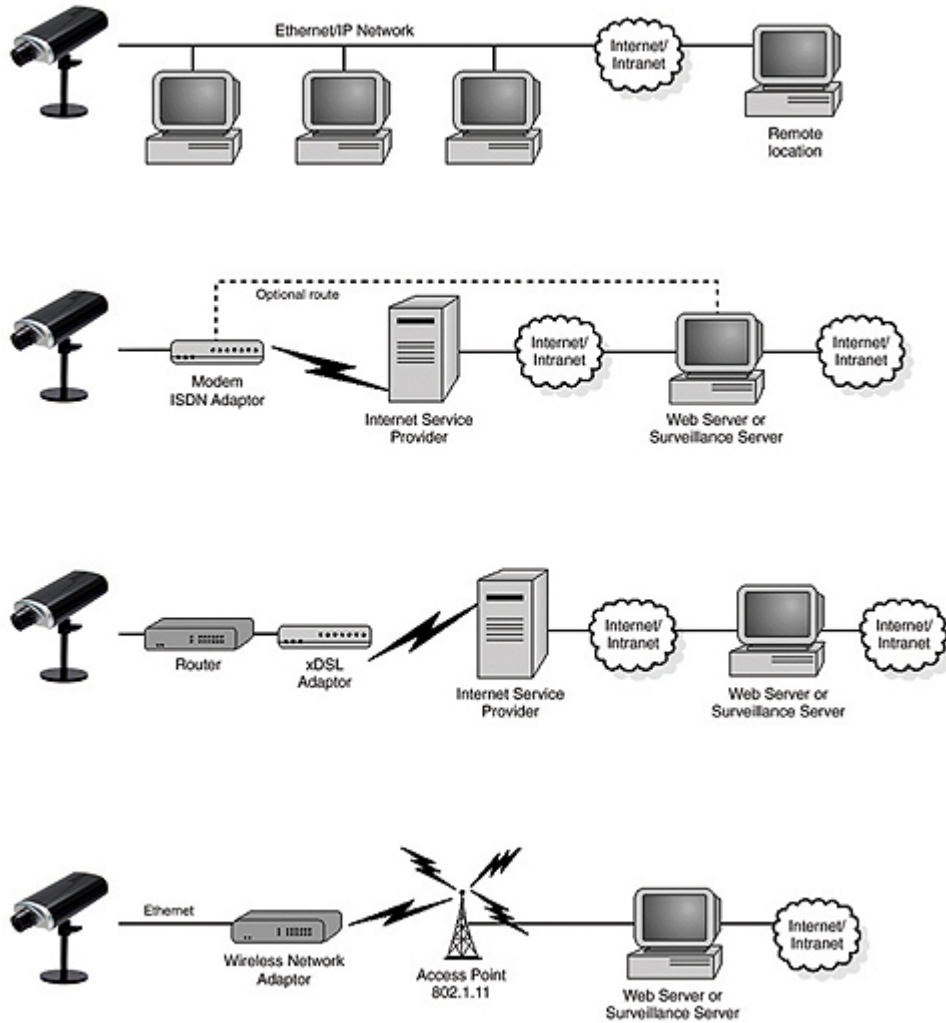 Ethernet/IP Network
Internet/
Intranet
Remote
location
Optional route
Modem
ISDN Adaptor
Internet Service
Provider
Internet/
Intranet
Web Server or
Surveillance Server
Internet/
Intranet
Router
xDSL
Adaptor
Internet Service
Provider
Internet/
Intranet
Web Server or
Surveillance Server
Internet/
Intranet
Ethernet
Wireless Network
Adaptor
Access Point
802.1.11
Web Server or
Surveillance Server
Internet/
Intranet